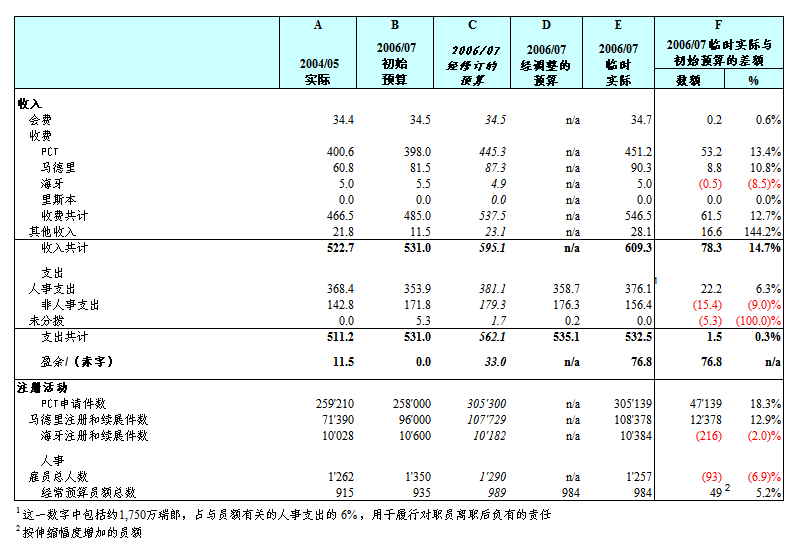 A B C D E F
2004/05 实际 2006/07 初始 预算 2006/07 经修订的 预算 2006/07 经调整的 预算 2006/07 临时 实际 2006/07 临时实际与 初始预算的差额
数额 %
收入
会费 34.4 34.5 34.5 n/a 34.7 0.2 0.6%
收费
PCT 400.6 398.0 445.3 n/a 451.2 53.2 13.4%
马德里 60.8 81.5 87.3 n/a 90.3 8.8 10.8%
海牙 5.0 5.5 4.9 n/a 5.0 (0.5) (8.5)%
里斯本 0.0 0.0 0.0 n/a 0.0 0.0 0.0%
收费共计 466.5 485.0 537.5 n/a 546.5 61.5 12.7%
其他收入 21.8 11.5 23.1 n/a 28.1 16.6 144.2%
收入共计 522.7 531.0 595.1 n/a 609.3 78.3 14.7%
支出
人事支出 368.4 353.9 381.1 358.7 376.1 1 22.2 6.3%
非人事支出 142.8 171.8 179.3 176.3 156.4 (15.4) (9.0)%
未分拨 0.0 5.3 1.7 0.2 0.0 (5.3) (100.0)%
支出共计 511.2 531.0 562.1 535.1 532.5 1.5 0.3%
盈余/（赤字） 11.5 0.0 33.0 n/a 76.8 76.8 n/a
注册活动
PCT申请件数 259'210 258'000 305'300 n/a 305'139 47'139 18.3%
马德里注册和续展件数 71'390 96'000 107'729 n/a 108'378 12'378 12.9%
海牙注册和续展件数 10'028 10'600 10'182 n/a 10'384 (216) (2.0)%
人事
雇员总人数 1'262 1'350 1'290 n/a 1'257 (93) (6.9)%
经常预算员额总数 915 935 989 984 984 49 2 5.2%
1 这一数字中包括约1,750万瑞郎，占与员额有关的人事支出的 6%，用于履行对职员离职后负有的责任
2 按伸缩幅度增加的员额